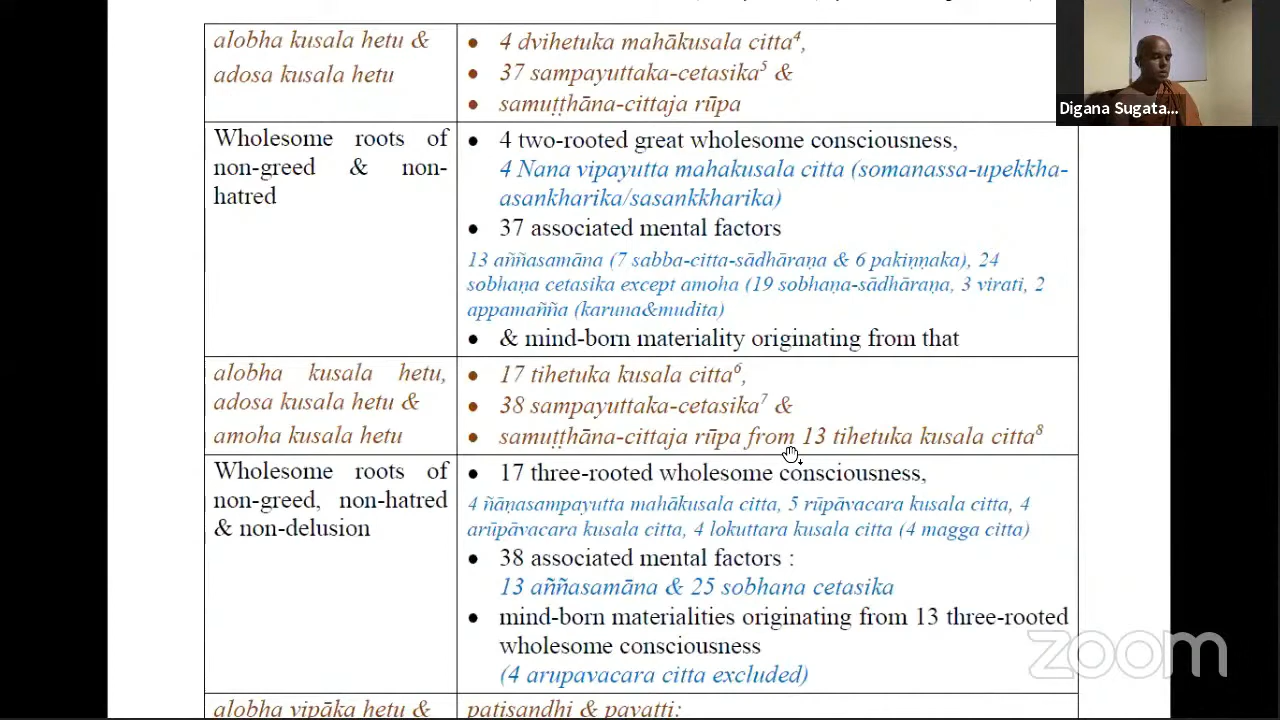 alobha kusala hetu &
adosa kusala hetu
• 4 dvihetuka mahākusala citta⁴,
• 37 sampayuttaka-cetasika⁵ &
• samuṭṭhāna-cittaja rūpa
Wholesome roots of
non-greed & non-
hatred
• 4 two-rooted great wholesome consciousness,
4 Nana vipayutta mahakusala citta (somanassa-upekkha-
asankharika/sasankkharika)
• 37 associated mental factors
13 aññasamāna (7 sabba-citta-sādhāraṇa & 6 pakiṇṇaka), 24
sobhaṇa cetasika except amoha (19 sobhaṇa-sādhāraṇa, 3 virati, 2
appamañña (karuna&mudita)
• & mind-born materiality originating from that
alobha kusala hetu,
adosa kusala hetu &
amoha kusala hetu
• 17 tihetuka kusala citta⁶,
• 38 sampayuttaka-cetasika⁷ &
• samuṭṭhāna-cittaja rūpa from 13 tihetuka kusala citta⁸
Wholesome roots of
non-greed, non-hatred
& non-delusion
• 17 three-rooted wholesome consciousness,
4 ñāṇasampayutta mahākusala citta, 5 rūpāvacara kusala citta, 4
arūpāvacara kusala citta, 4 lokuttara kusala citta (4 magga citta)
• 38 associated mental factors :
13 aññasamāna & 25 sobhana cetasika
• mind-born materialities originating from 13 three-rooted
wholesome consciousness
(4 arupavacara citta excluded)
alobha vipāka hetu &
patisandhi & pavatti:
Digana Sugata...
zoom